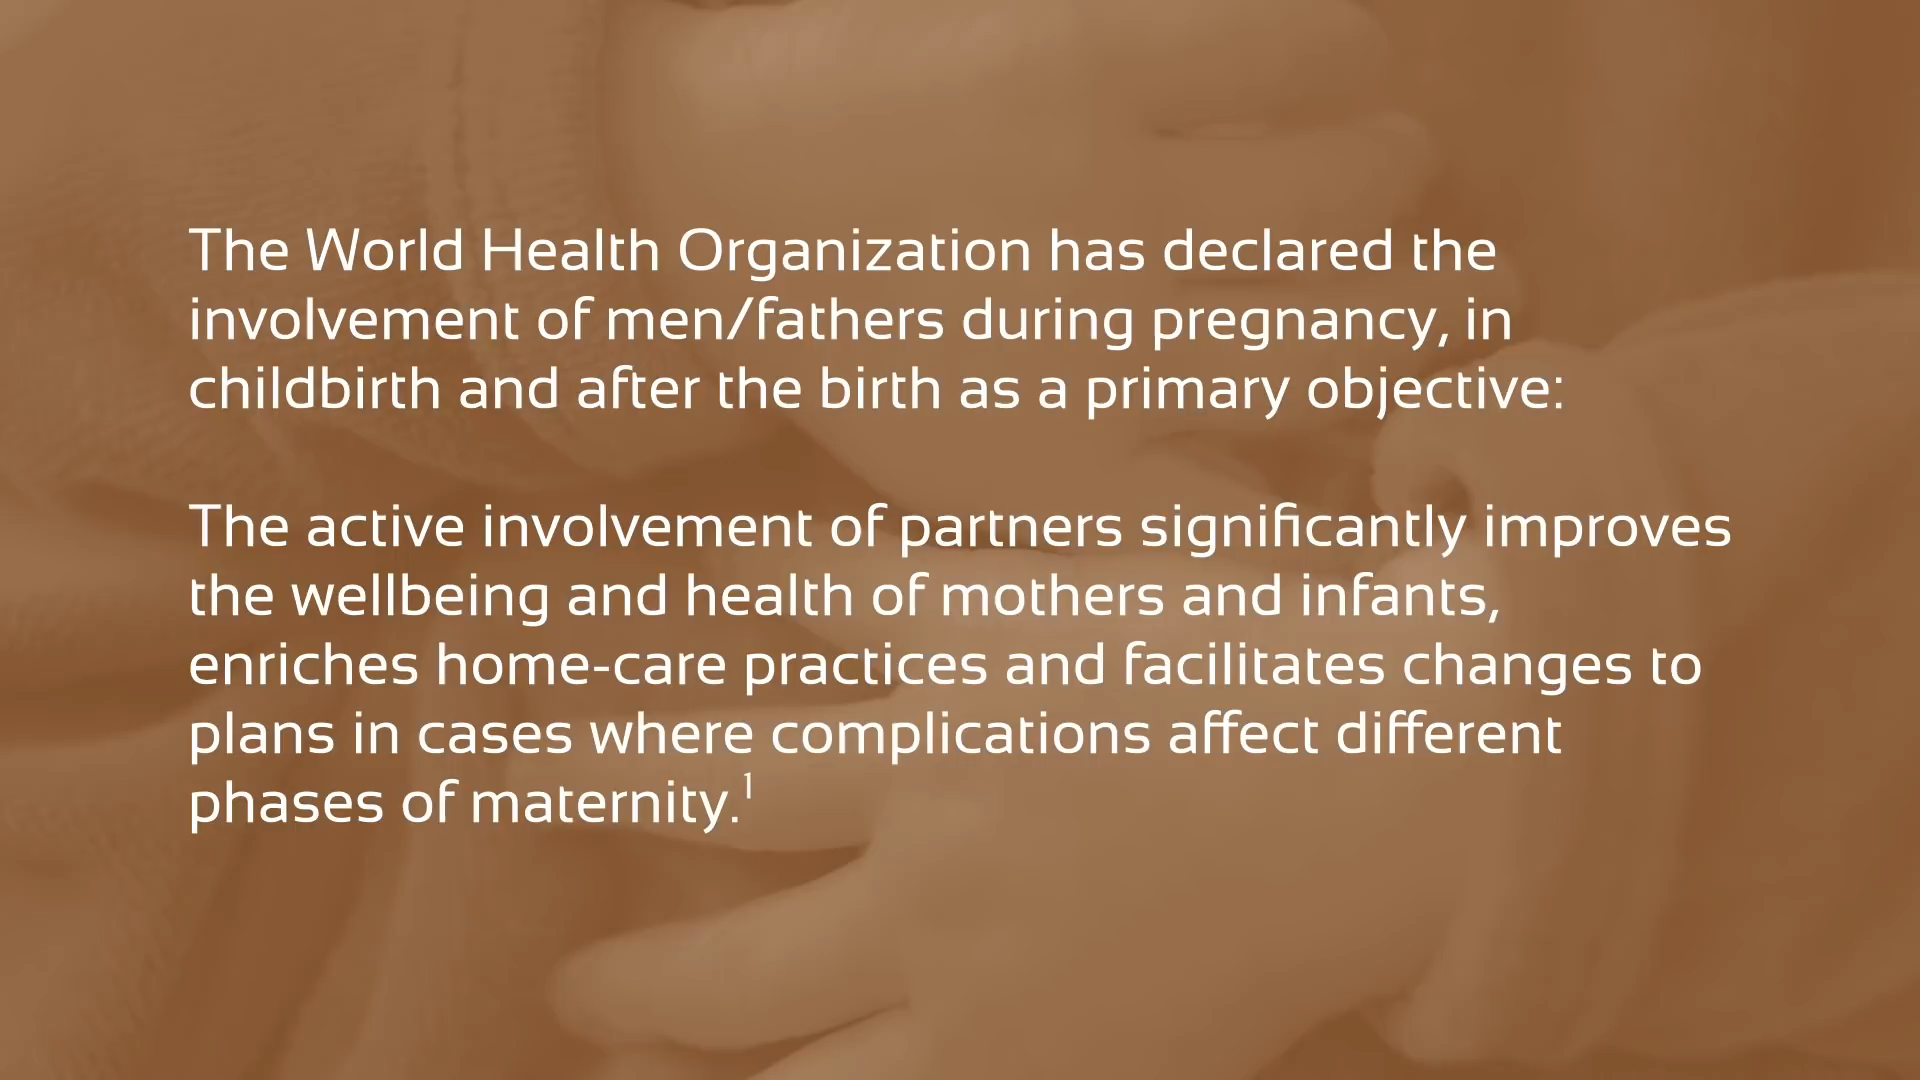 The World Health Organization has declared the
involvement of men/fathers during pregnancy, in
childbirth and after the birth as a primary objective:
The active involvement of partners significantly improves
the wellbeing and health of mothers and infants,
enriches home-care practices and facilitates changes to
plans in cases where complications affect different
phases of maternity.¹